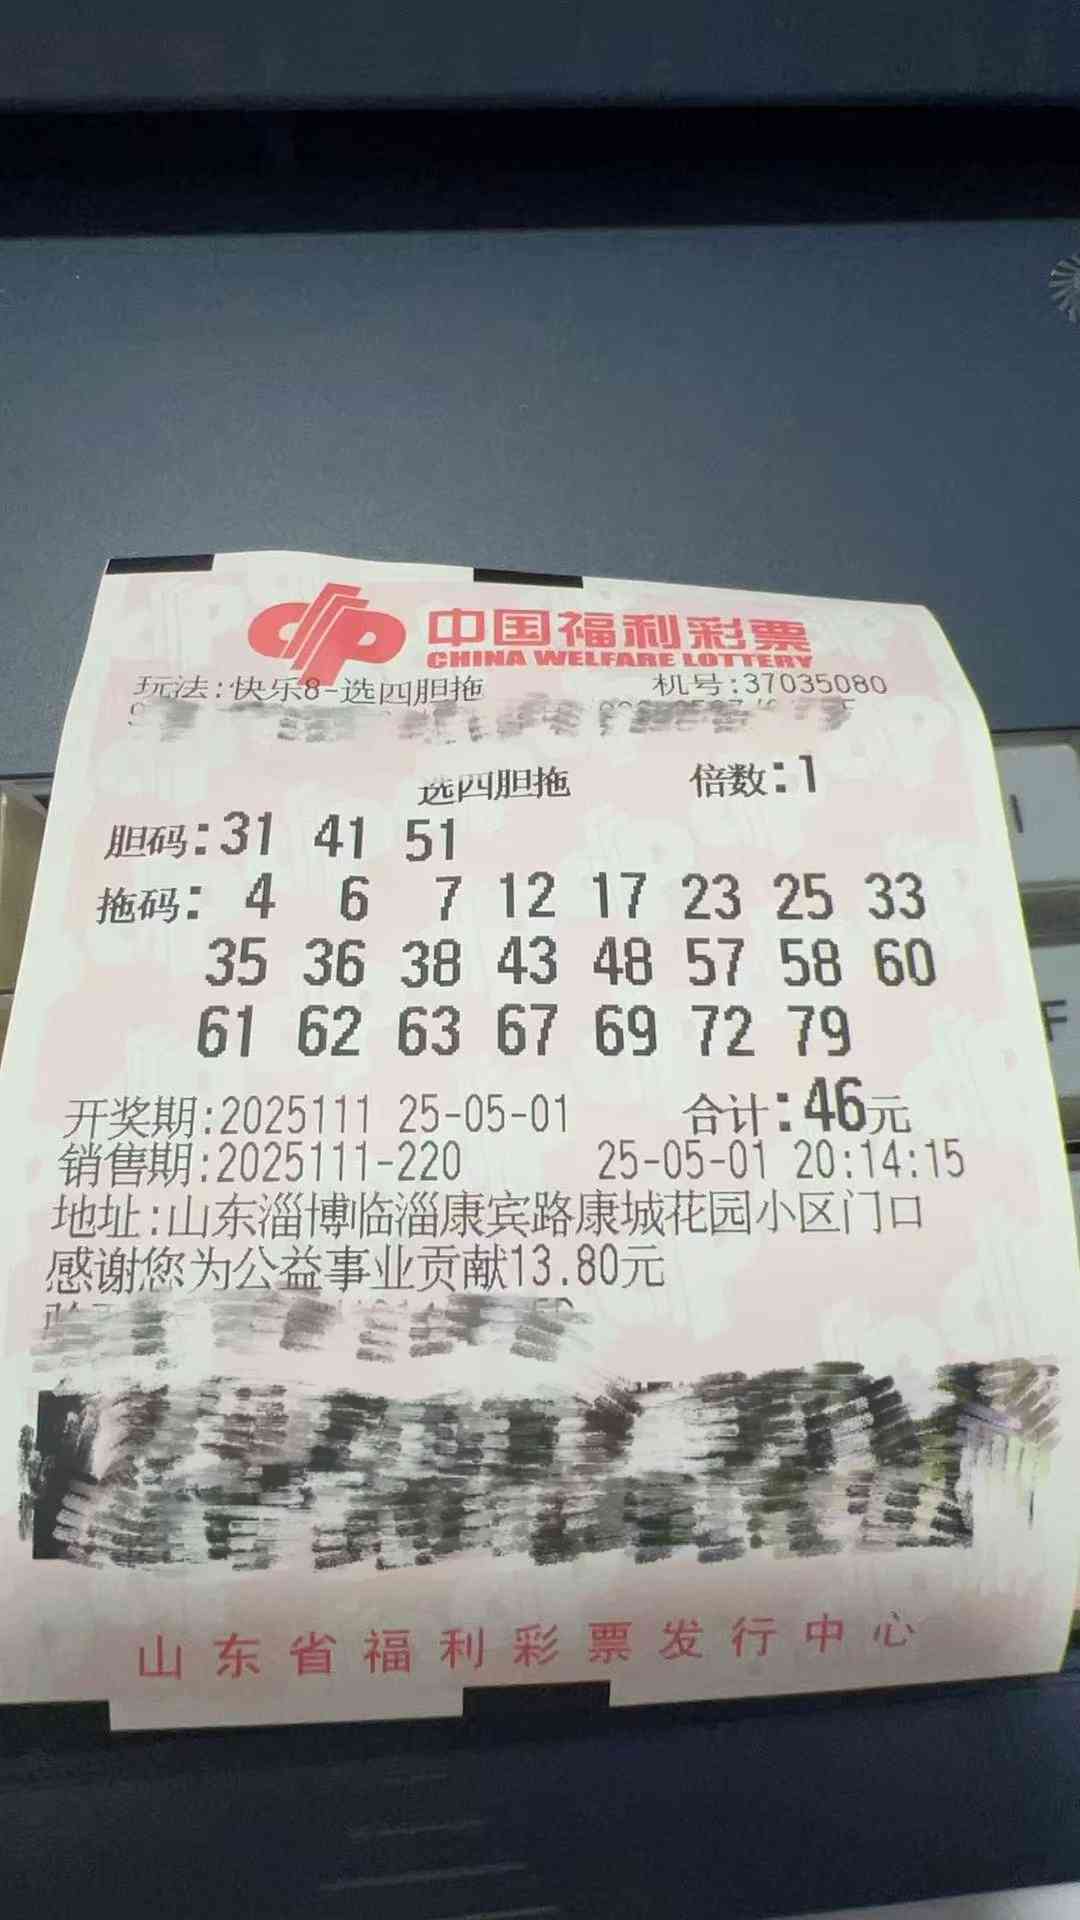 中国福利彩票
CHINA WELFARE LOTTERY
玩法:快乐8-选四胆拖 机号:37035080
选四胆拖 倍数:1
胆码:31 41 51
拖码: 4 6 7 12 17 23 25 33
35 36 38 43 48 57 58 60
61 62 63 67 69 72 79
开奖期:2025111 25-05-01 合计:46元
销售期:2025111-220 25-05-01 20:14:15
地址:山东淄博临淄康宾路康城花园小区门口
感谢您为公益事业贡献13.80元
山东省福利彩票发行中心
I
F